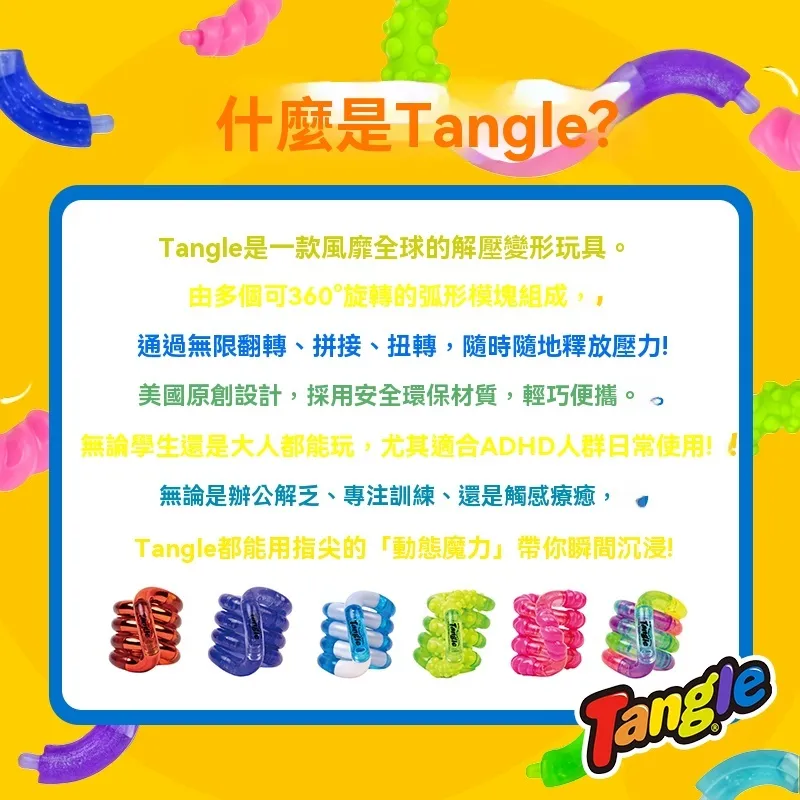 什麼是Tangle?
Tangle是一款風靡全球的解壓變形玩具。
由多個可360°旋轉的弧形模塊組成，
通過無限翻轉、拼接、扭轉，隨時隨地釋放壓力!
美國原創設計，採用安全環保材質，輕巧便攜。
無論學生還是大人都能玩，尤其適合ADHD人群日常使用!
無論是辦公解乏、專注訓練、還是觸感療癒，
Tangle都能用指尖的「動態魔力」帶你瞬間沉浸!
Tangle
Tangle
Tangle
Tangle
Tangle
Tangle
Tangle®